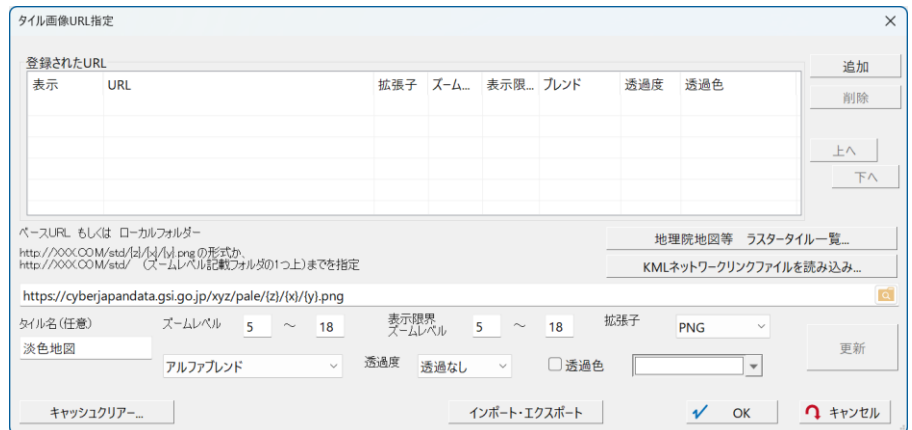 タイル画像URL指定
登録されたURL
表示 URL 拡張子 ズーム... 表示限... ブレンド 透過度 透過色
追加
削除
上へ
下へ
ベースURL もしくは ローカルフォルダー
http://XXX.COM/std/{z}/{x}/{y}.pngの形式か、
http://XXX.COM/std/ (ズームレベル記載フォルダの1つ上)までを指定
地理院地図等 ラスタータイル一覧...
KMLネットワークリンクファイルを読み込み...
https://cyberjapandata.gsi.go.jp/xyz/pale/{z}/{x}/{y}.png
タイル名(任意) ズームレベル 5 ~ 18 表示限界 ズームレベル 5 ~ 18 拡張子 PNG
淡色地図 アルファブレンド 透過度 透過なし 透過色
更新
キャッシュクリアー... インポート・エクスポート OK キャンセル